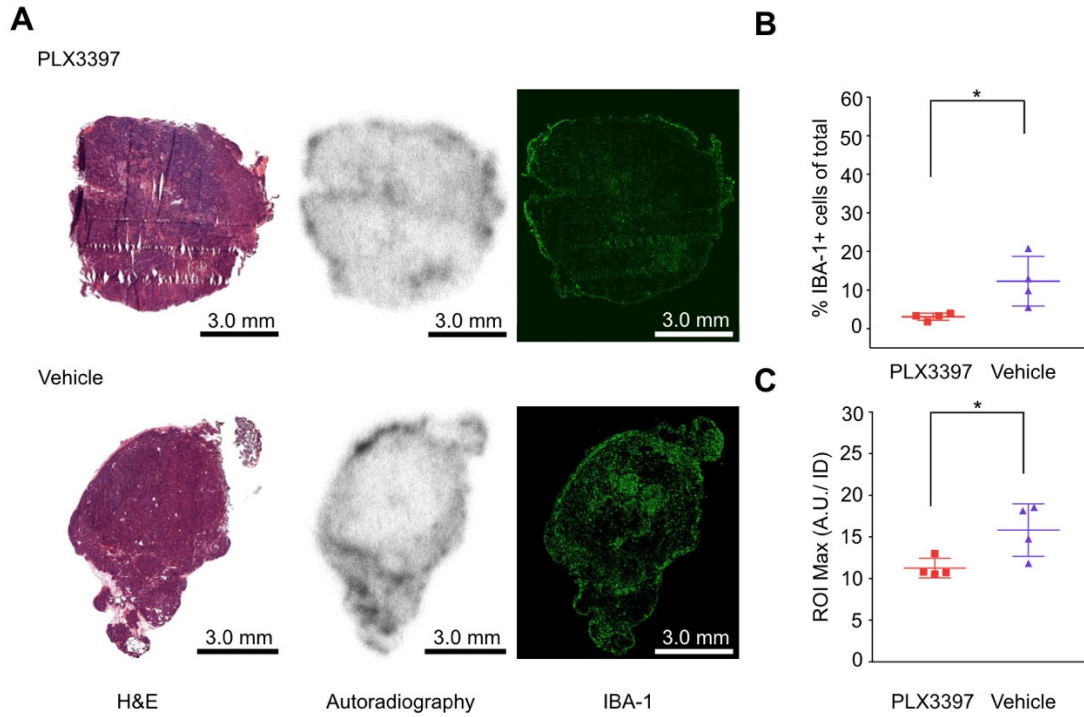 A
PLX3397
3.0 mm
3.0 mm
3.0 mm
Vehicle
3.0 mm
3.0 mm
3.0 mm
H&E
Autoradiography
IBA-1
B
% IBA-1+ cells of total
60
50
40
30
20
10
0
*
PLX3397
Vehicle
C
ROI Max (A.U./ ID)
30
25
20
15
10
5
0
*
PLX3397
Vehicle